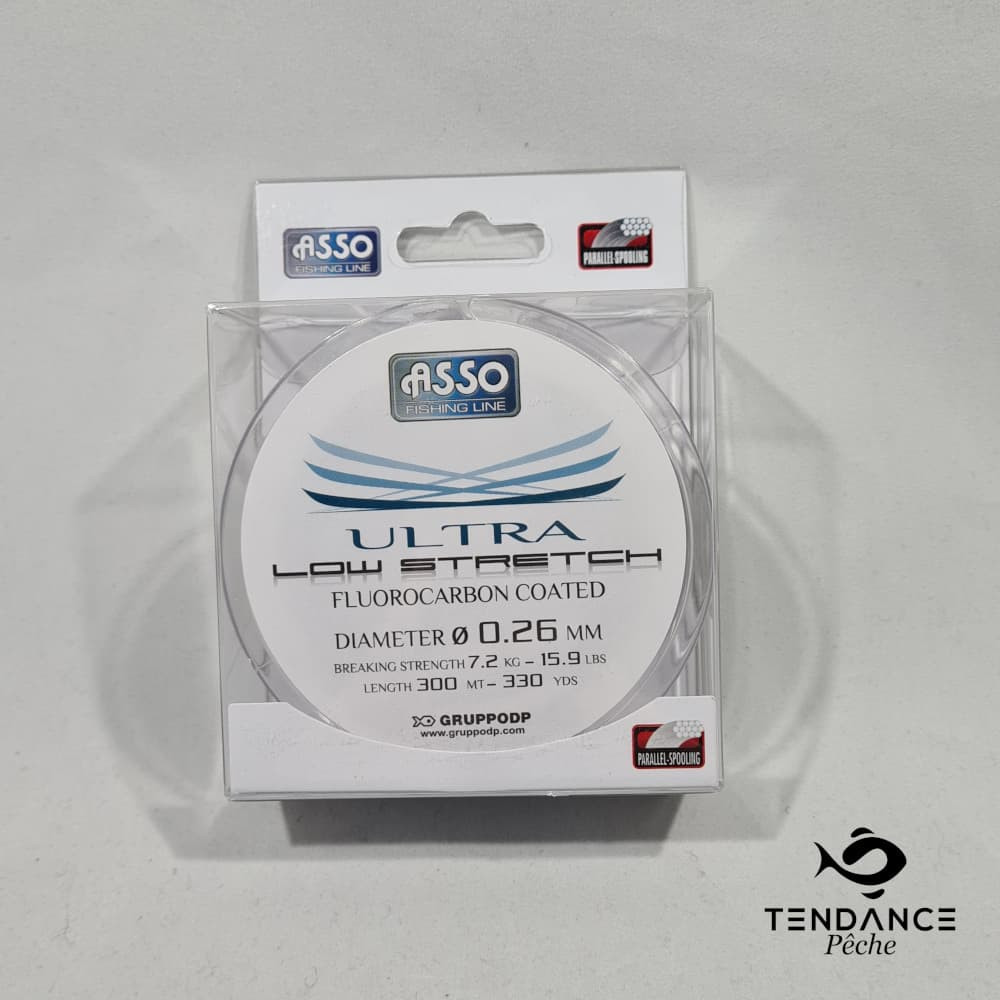 ASSO
FISHING LINE
PARALLEL-SPOOLING
ASSO
FISHING LINE
ULTRA
LOW STRETCH
FLUOROCARBON COATED
DIAMETER Ø 0.26 MM
BREAKING STRENGTH 7.2 KG - 15.9 LBS
LENGTH 300 MT - 330 YDS
GRUPPODP
www.gruppodp.com
PARALLEL-SPOOLING
TENDANCE
Pêche